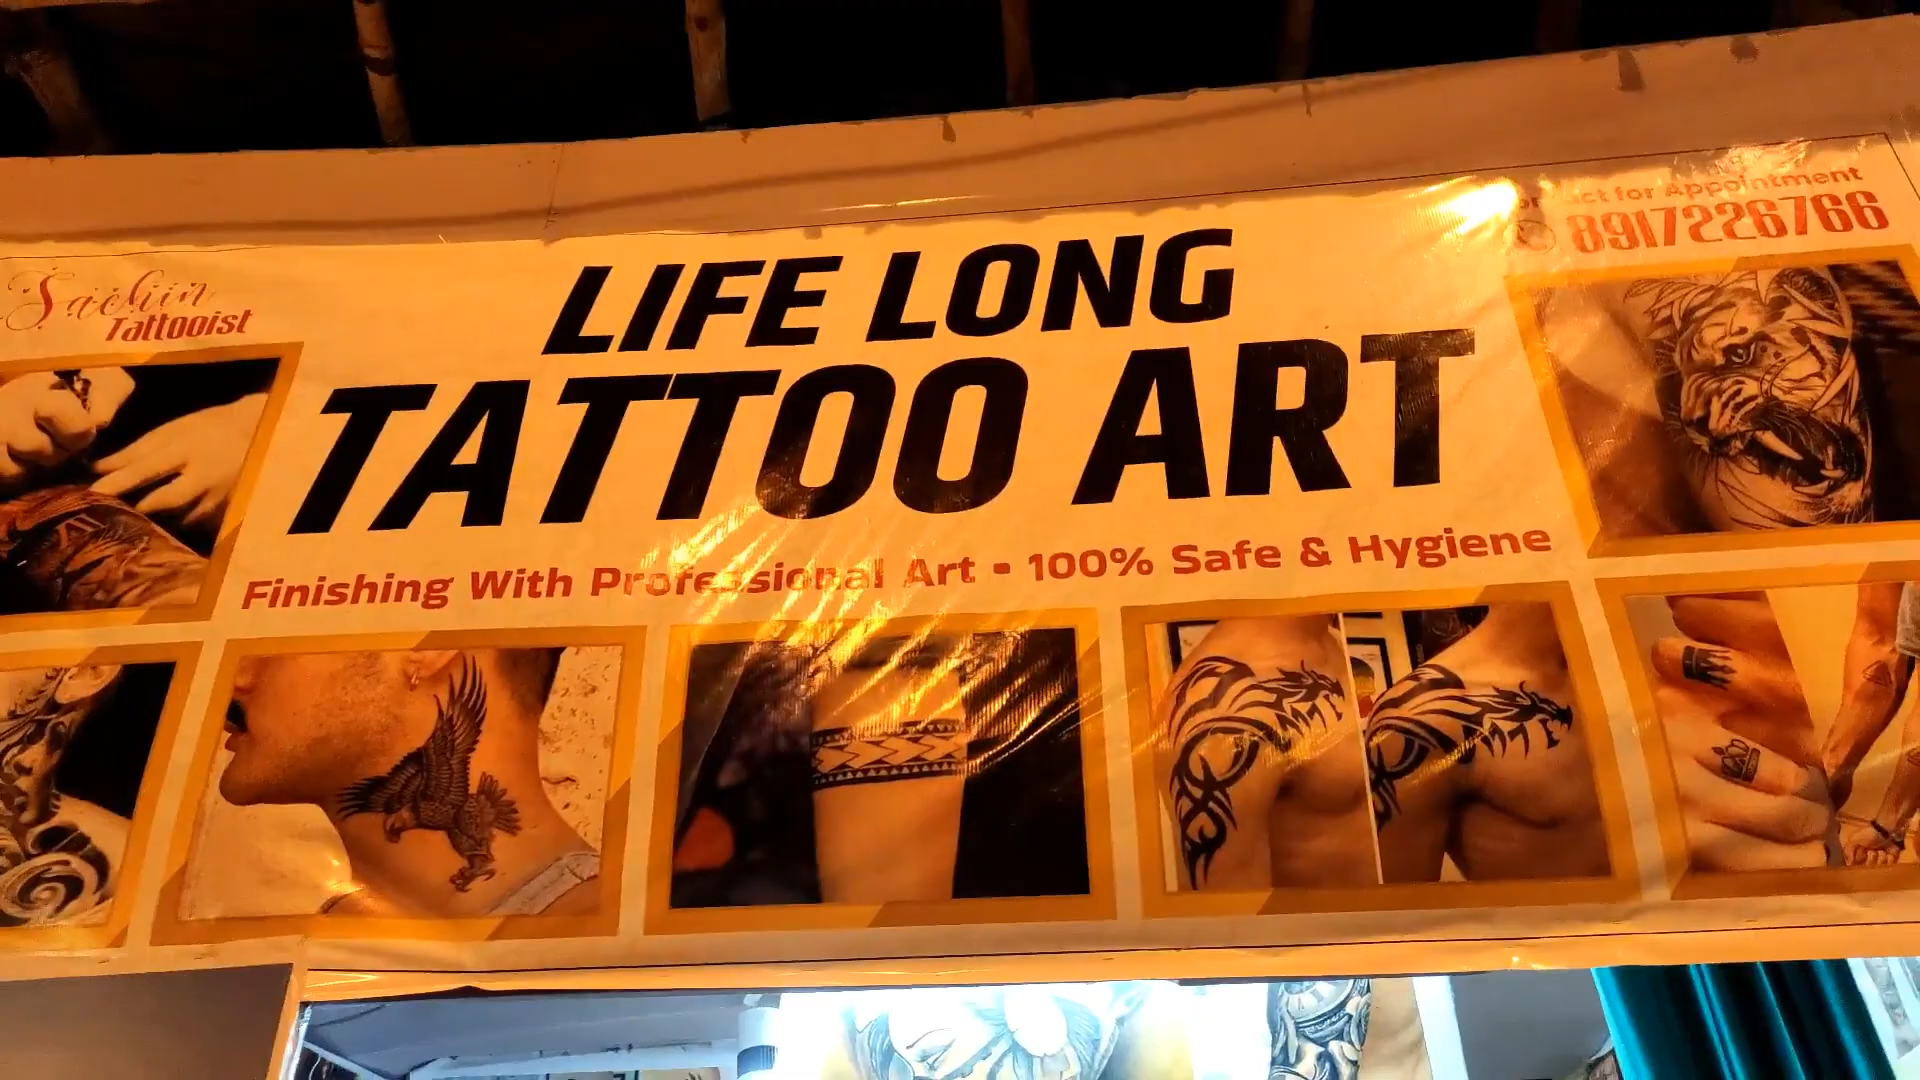 Sachin
Tattooist
LIFE LONG
TATTOO ART
Contact for Appointment
8917226766
Finishing With Professional Art • 100% Safe & Hygiene